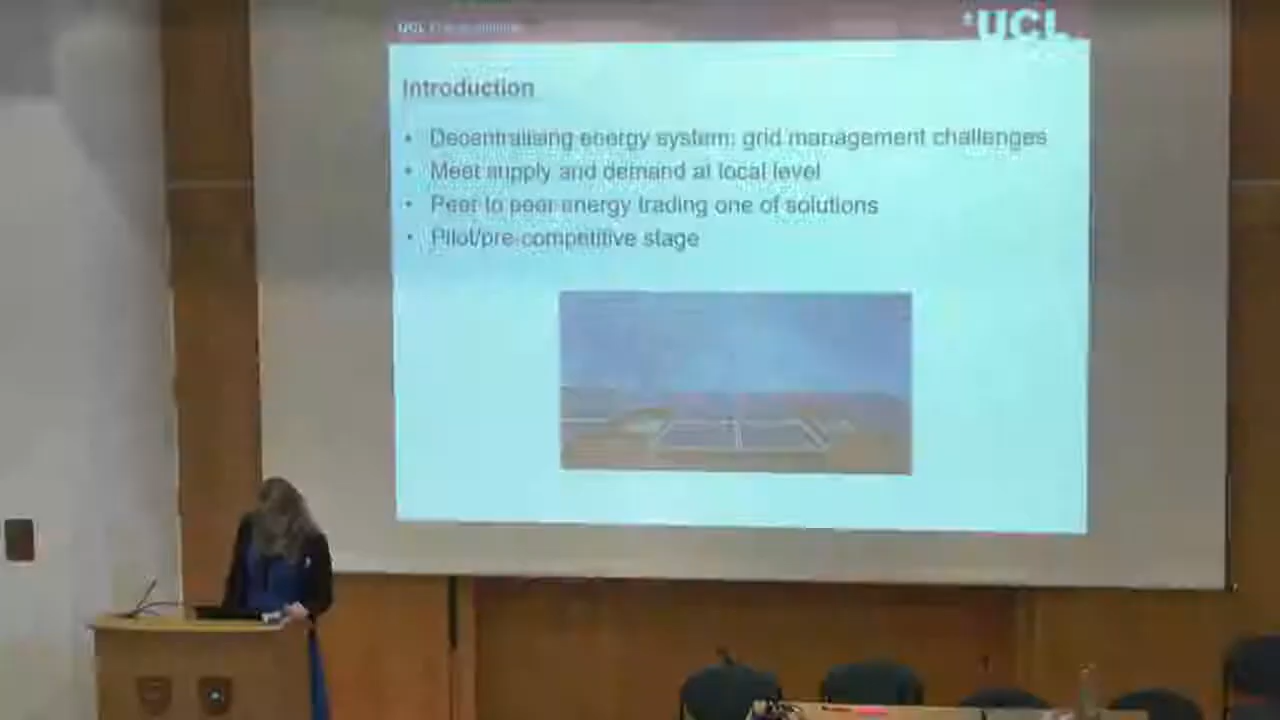 UCL
UCL
Introduction
• Decentralising energy system: grid management challenges
• Meet supply and demand at local level
• Peer to peer energy trading one of solutions
• Pilot/pre-competitive stage